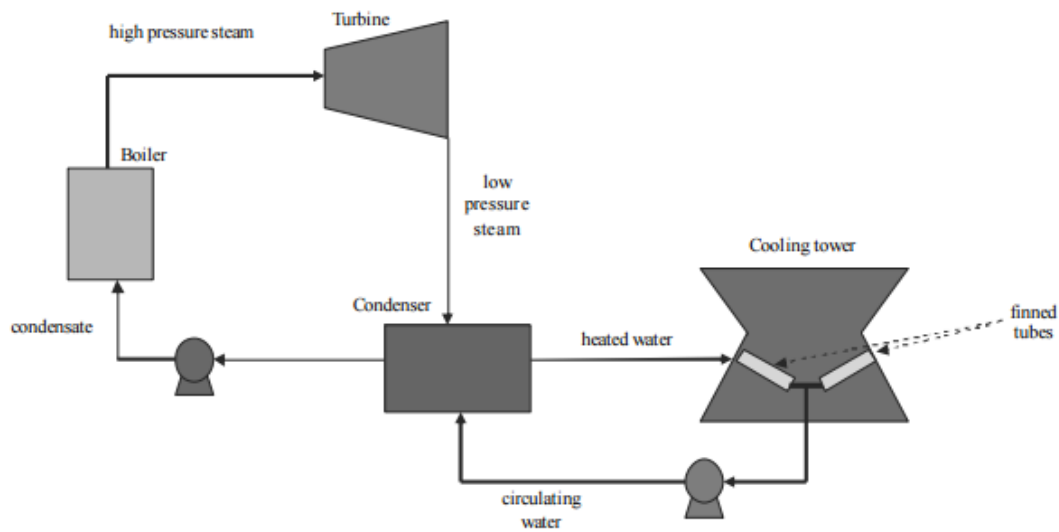 Turbine
high pressure steam
Boiler
low
pressure
steam
Cooling tower
Condenser
finned
tubes
condensate
heated water
circulating
water